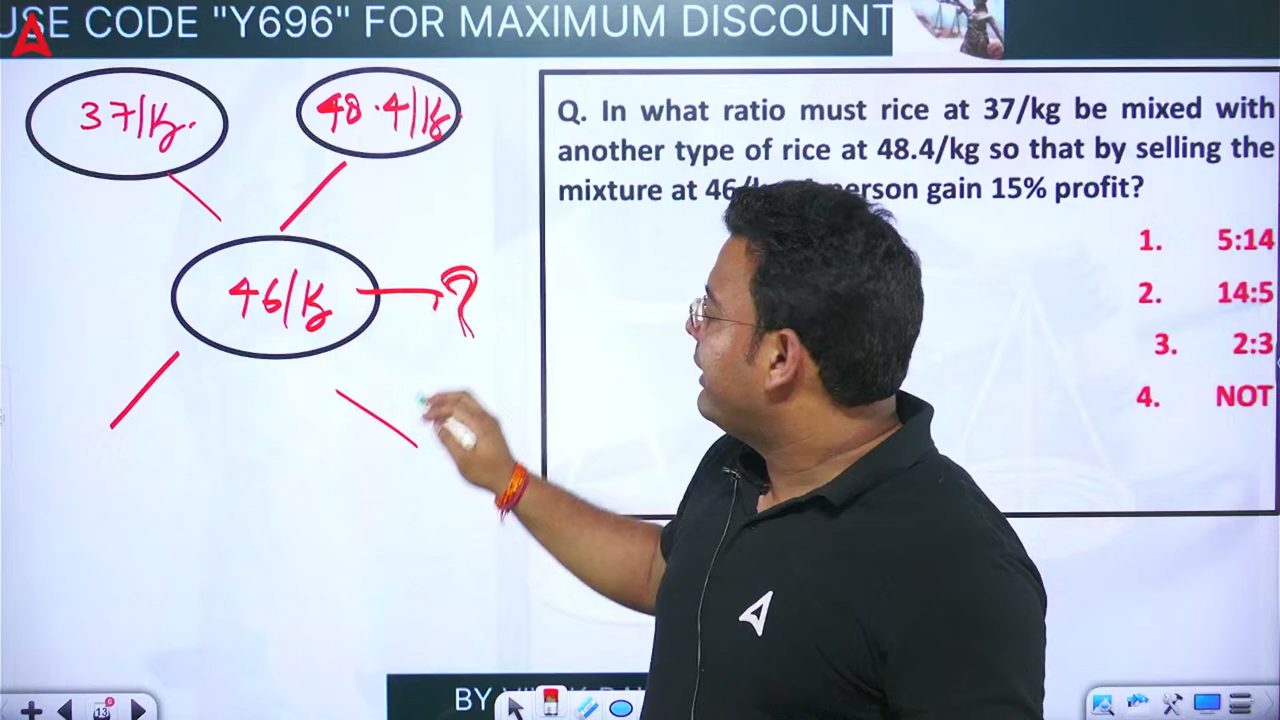 USE CODE "Y696" FOR MAXIMUM DISCOUNT
37/kg.
48.4/kg
46/kg
?
Q. In what ratio must rice at 37/kg be mixed with
another type of rice at 48.4/kg so that by selling the
mixture at 46/ person gain 15% profit?
1. 5:14
2. 14:5
3. 2:3
4. NOT
BY
13